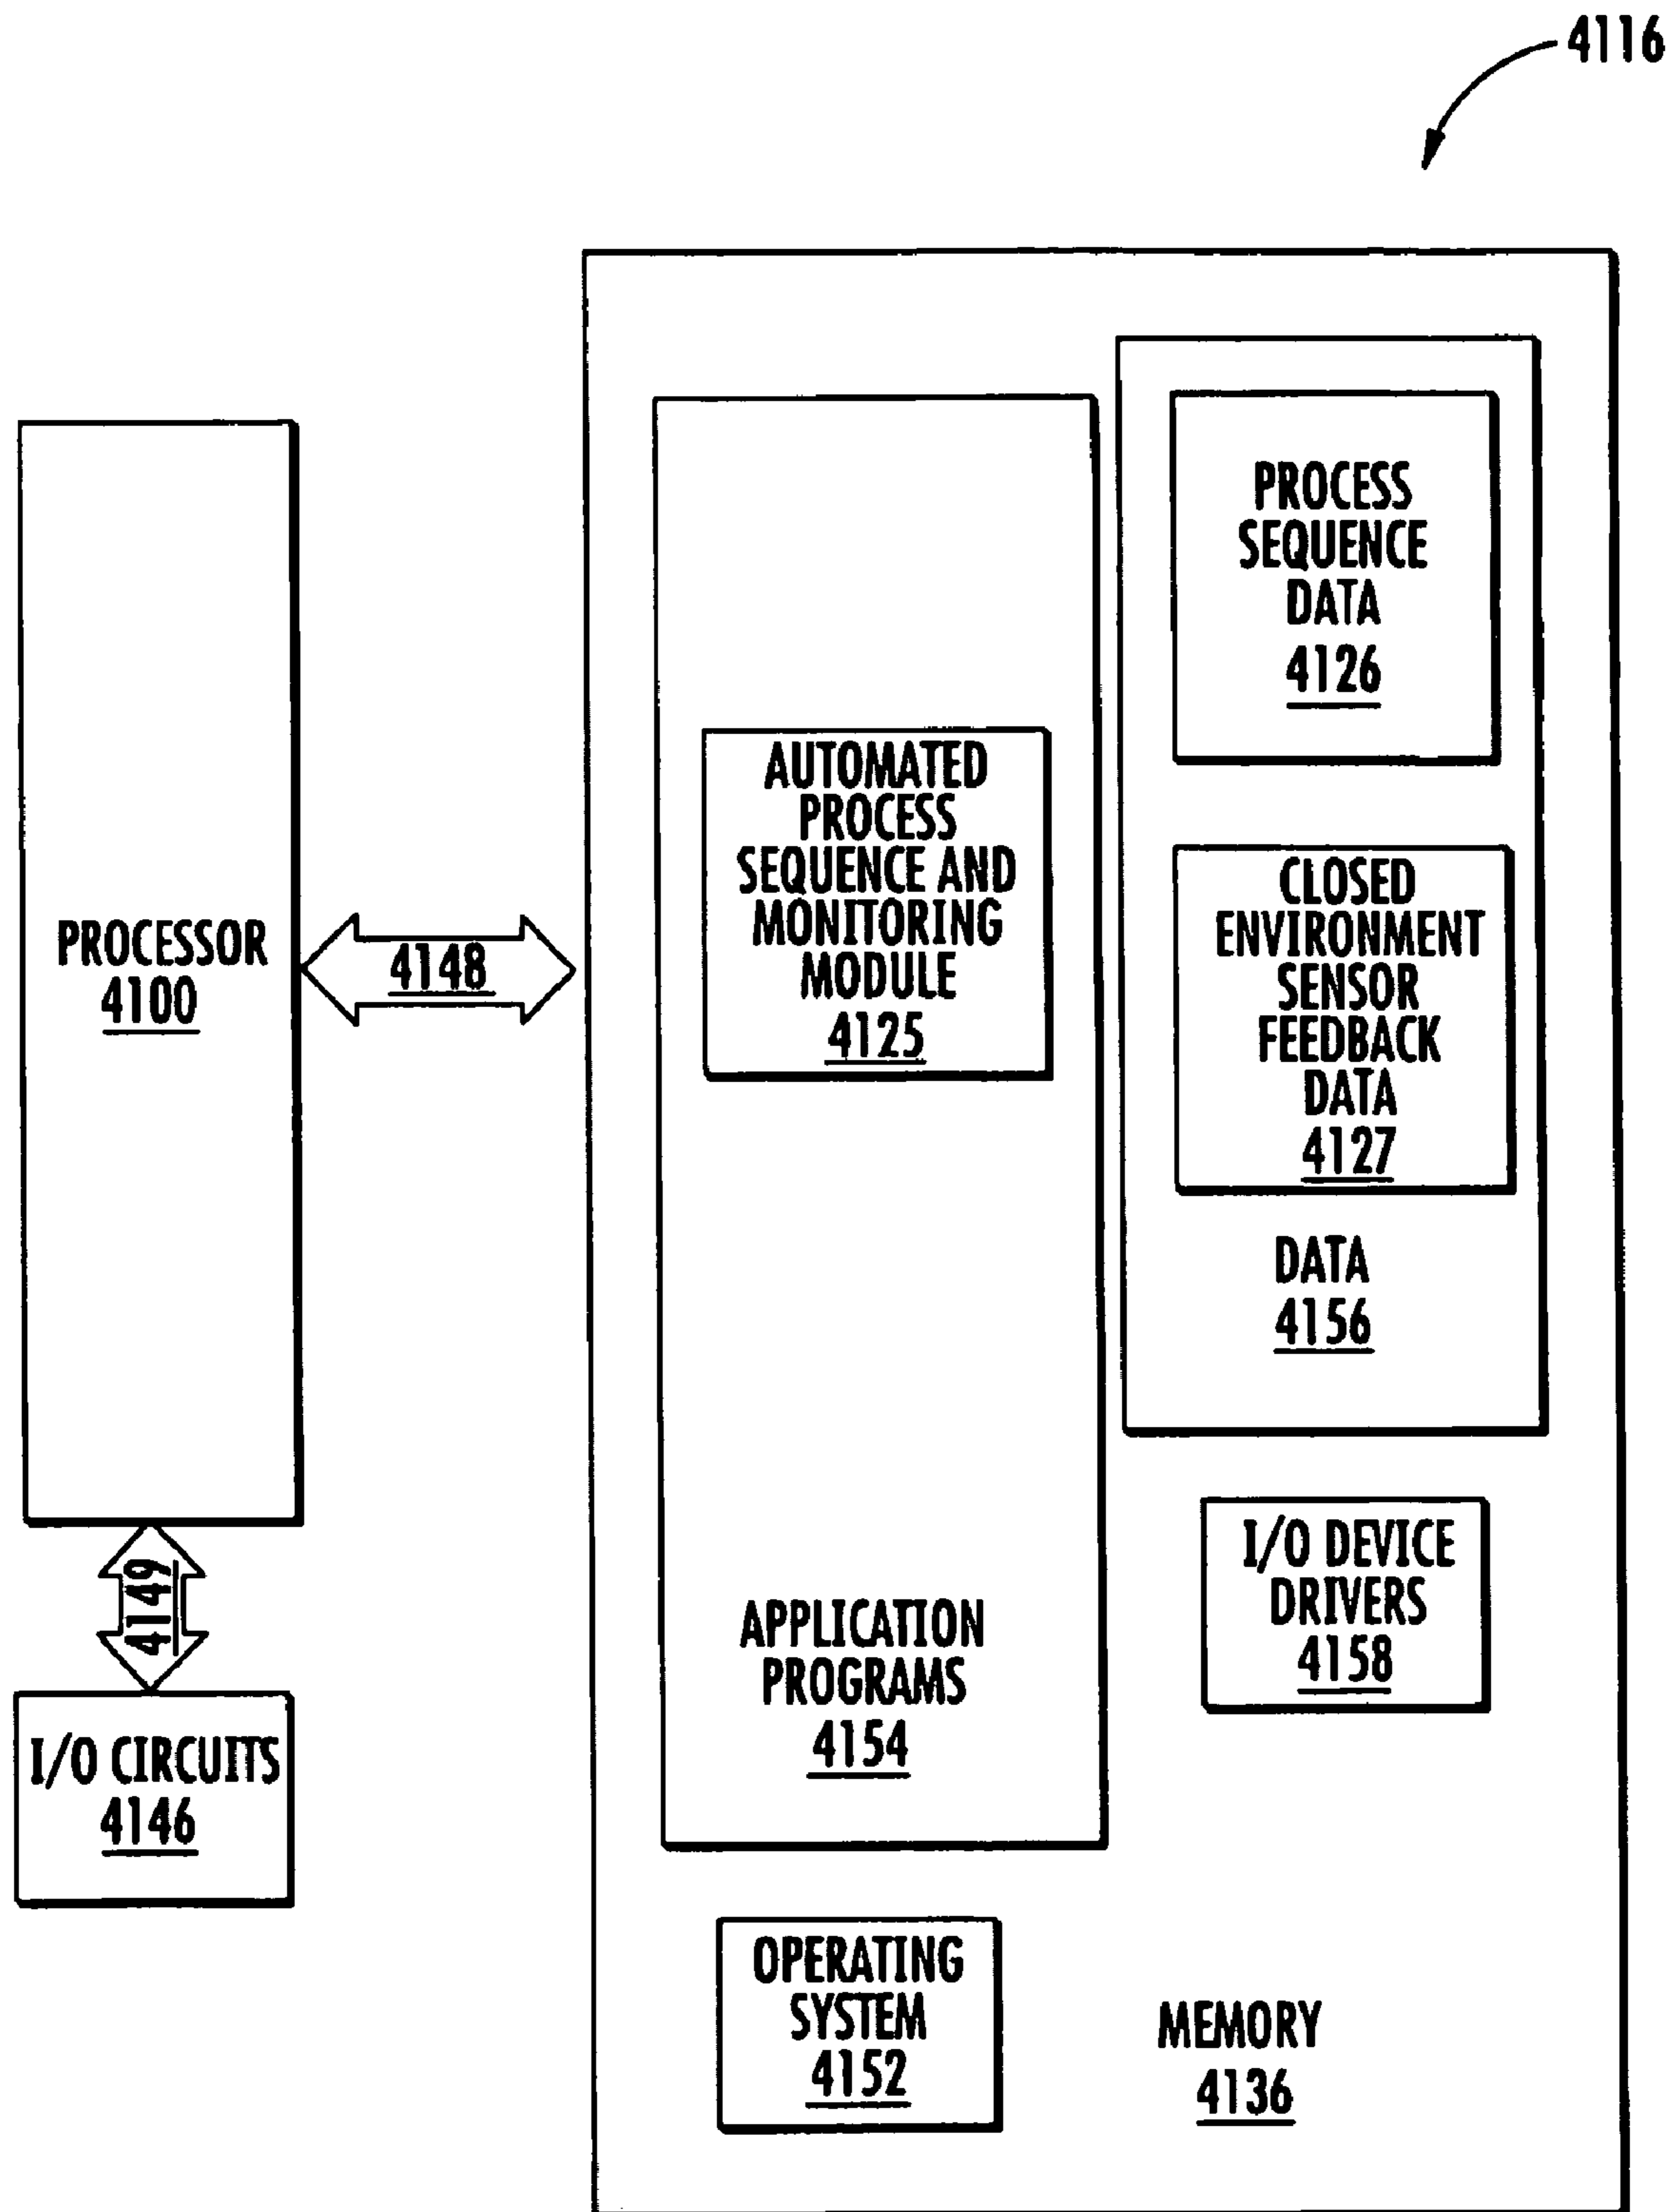 4116
PROCESSOR
4100
4148
4149
I/O CIRCUITS
4146
AUTOMATED
PROCESS
SEQUENCE AND
MONITORING
MODULE
4125
APPLICATION
PROGRAMS
4154
PROCESS
SEQUENCE
DATA
4126
CLOSED
ENVIRONMENT
SENSOR
FEEDBACK
DATA
4127
DATA
4156
I/O DEVICE
DRIVERS
4158
OPERATING
SYSTEM
4152
MEMORY
4136